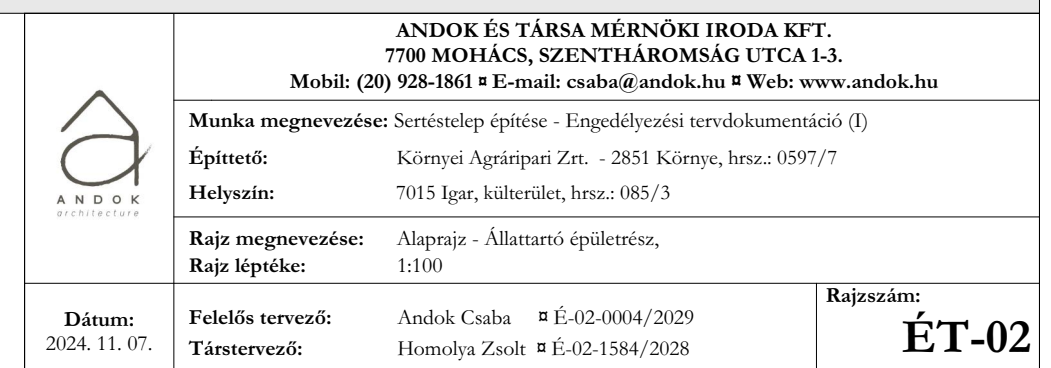 ANDOK ÉS TÁRSA MÉRNÖKI IRODA KFT.
7700 MOHÁCS, SZENTHÁROMSÁG UTCA 1-3.
Mobil: (20) 928-1861 ¤ E-mail: csaba@andok.hu ¤ Web: www.andok.hu
ANDOK
architecture
Munka megnevezése: Sertéstelep építése - Engedélyezési tervdokumentáció (I)
Építtető: Környei Agráripari Zrt. - 2851 Környe, hrsz.: 0597/7
Helyszín: 7015 Igar, külterület, hrsz.: 085/3
Rajz megnevezése: Alaprajz - Állattartó épületrész,
Rajz léptéke: 1:100
Dátum:
2024. 11. 07.
Felelős tervező: Andok Csaba ¤ É-02-0004/2029
Társtervező: Homolya Zsolt ¤ É-02-1584/2028
Rajzszám:
ÉT-02